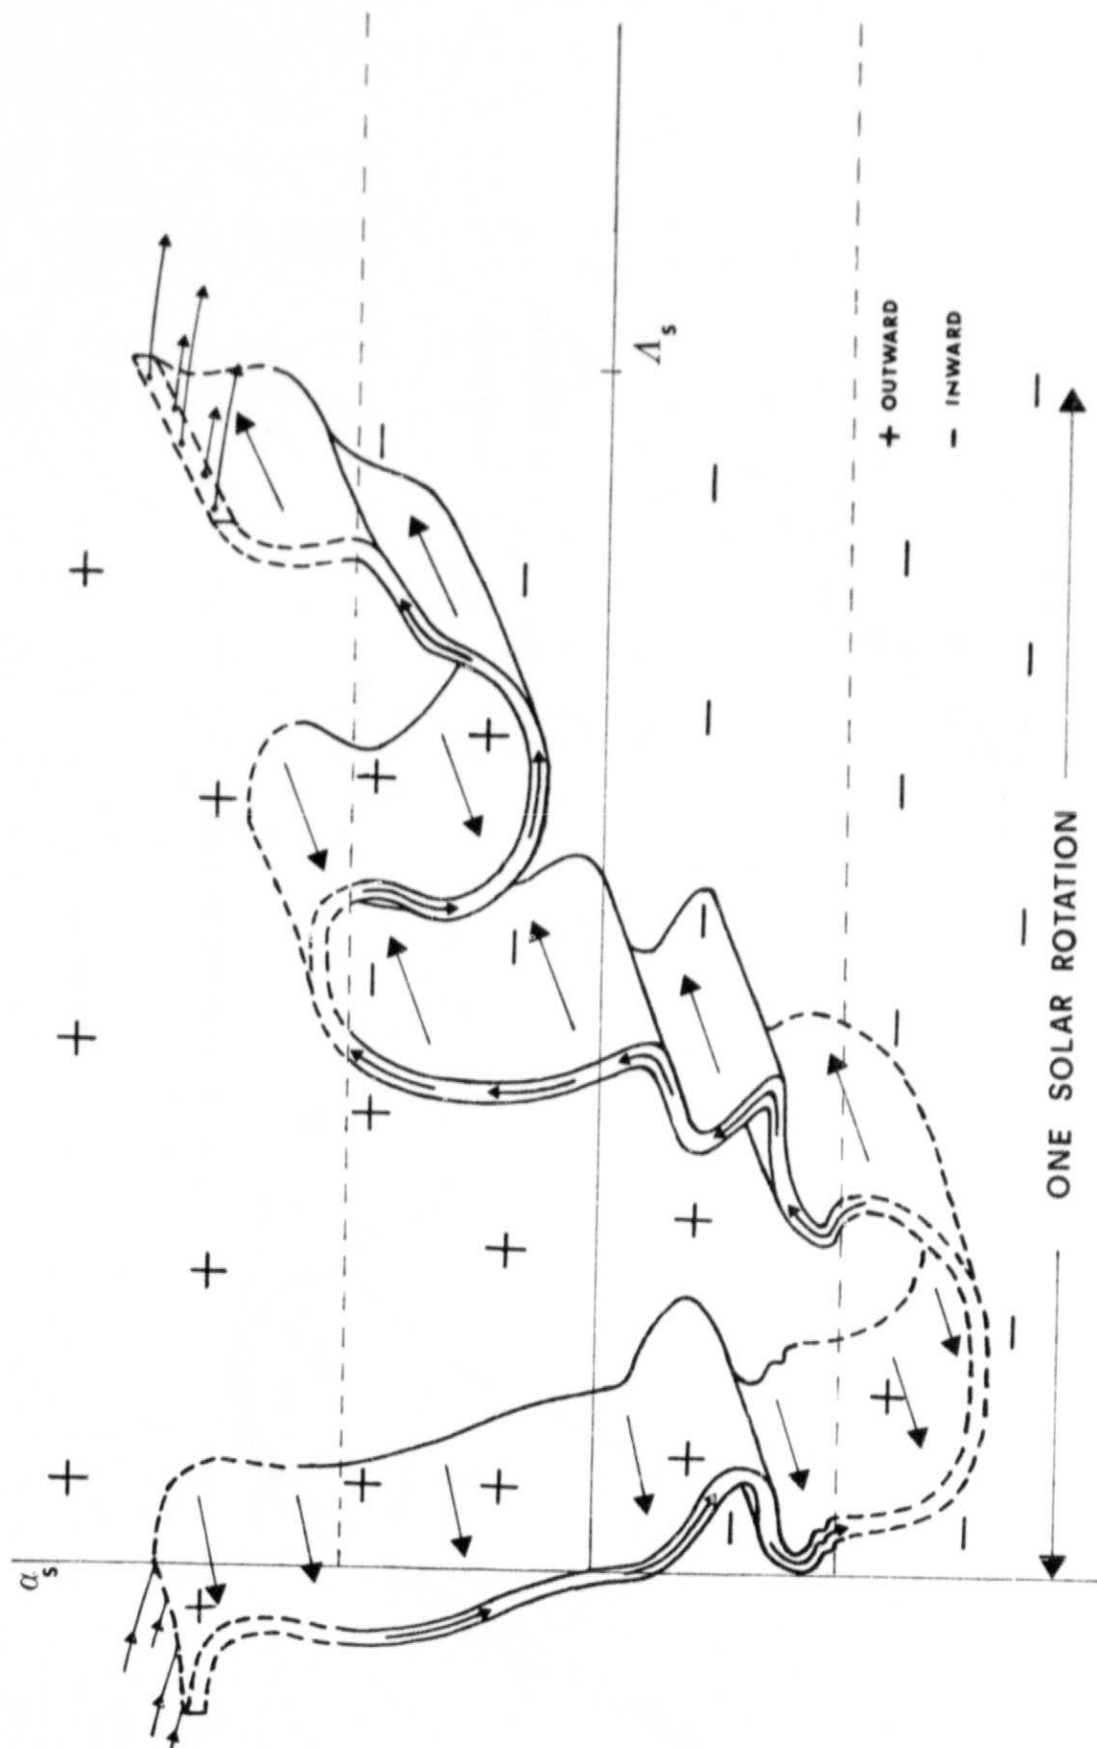 α_s
Λ_s
+ OUTWARD
− INWARD
ONE SOLAR ROTATION